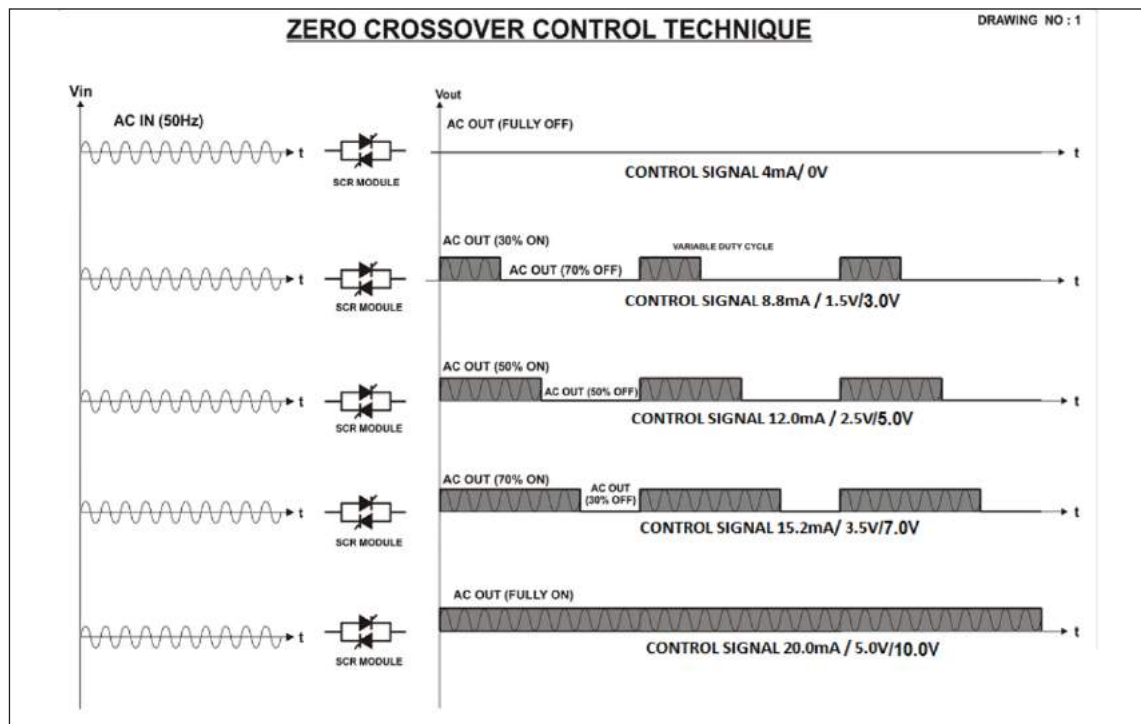 ZERO CROSSOVER CONTROL TECHNIQUE
DRAWING NO : 1
Vin
Vout
AC IN (50Hz)
AC OUT (FULLY OFF)
t
t
SCR MODULE
CONTROL SIGNAL 4mA/ 0V
AC OUT (30% ON)
VARIABLE DUTY CYCLE
AC OUT (70% OFF)
t
t
SCR MODULE
CONTROL SIGNAL 8.8mA / 1.5V/3.0V
AC OUT (50% ON)
AC OUT (50% OFF)
t
t
SCR MODULE
CONTROL SIGNAL 12.0mA / 2.5V/5.0V
AC OUT (70% ON)
AC OUT
(30% OFF)
t
t
SCR MODULE
CONTROL SIGNAL 15.2mA/ 3.5V/7.0V
AC OUT (FULLY ON)
t
t
SCR MODULE
CONTROL SIGNAL 20.0mA / 5.0V/10.0V